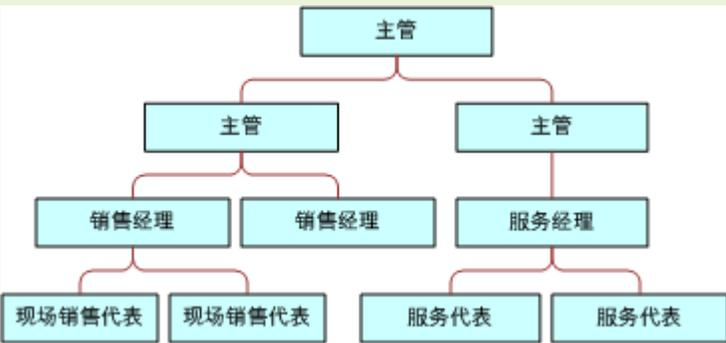 主管
主管
主管
销售经理
销售经理
服务经理
现场销售代表
现场销售代表
服务代表
服务代表